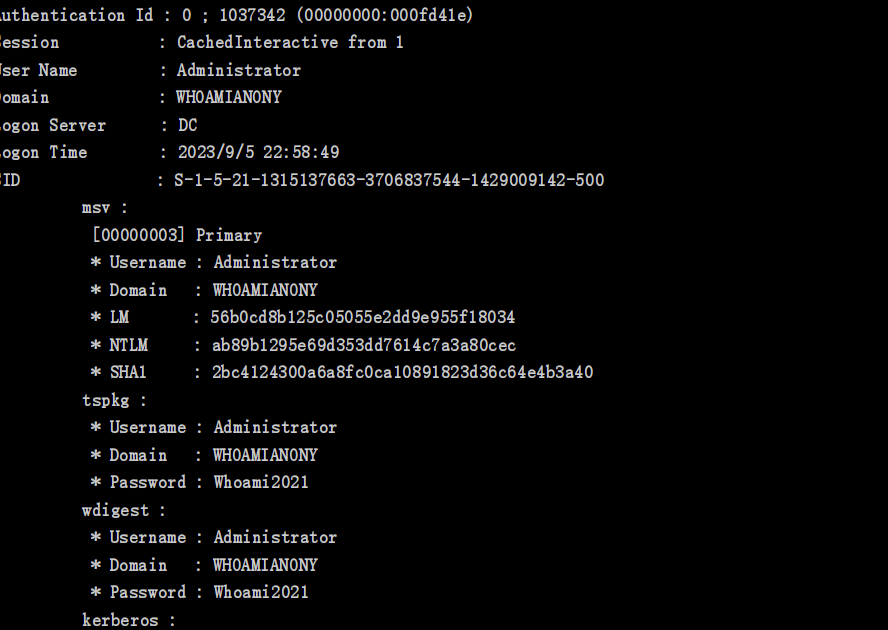 uthentication Id : 0 ; 1037342 (00000000:000fd41e)
ession : CachedInteractive from 1
ser Name : Administrator
omain : WHOAMIANONY
ogon Server : DC
ogon Time : 2023/9/5 22:58:49
ID : S-1-5-21-1315137663-3706837544-1429009142-500
msv :
[00000003] Primary
* Username : Administrator
* Domain : WHOAMIANONY
* LM : 56b0cd8b125c05055e2dd9e955f18034
* NTLM : ab89b1295e69d353dd7614c7a3a80cec
* SHA1 : 2bc4124300a6a8fc0ca10891823d36c64e4b3a40
tspkg :
* Username : Administrator
* Domain : WHOAMIANONY
* Password : Whoami2021
wdigest :
* Username : Administrator
* Domain : WHOAMIANONY
* Password : Whoami2021
kerberos :